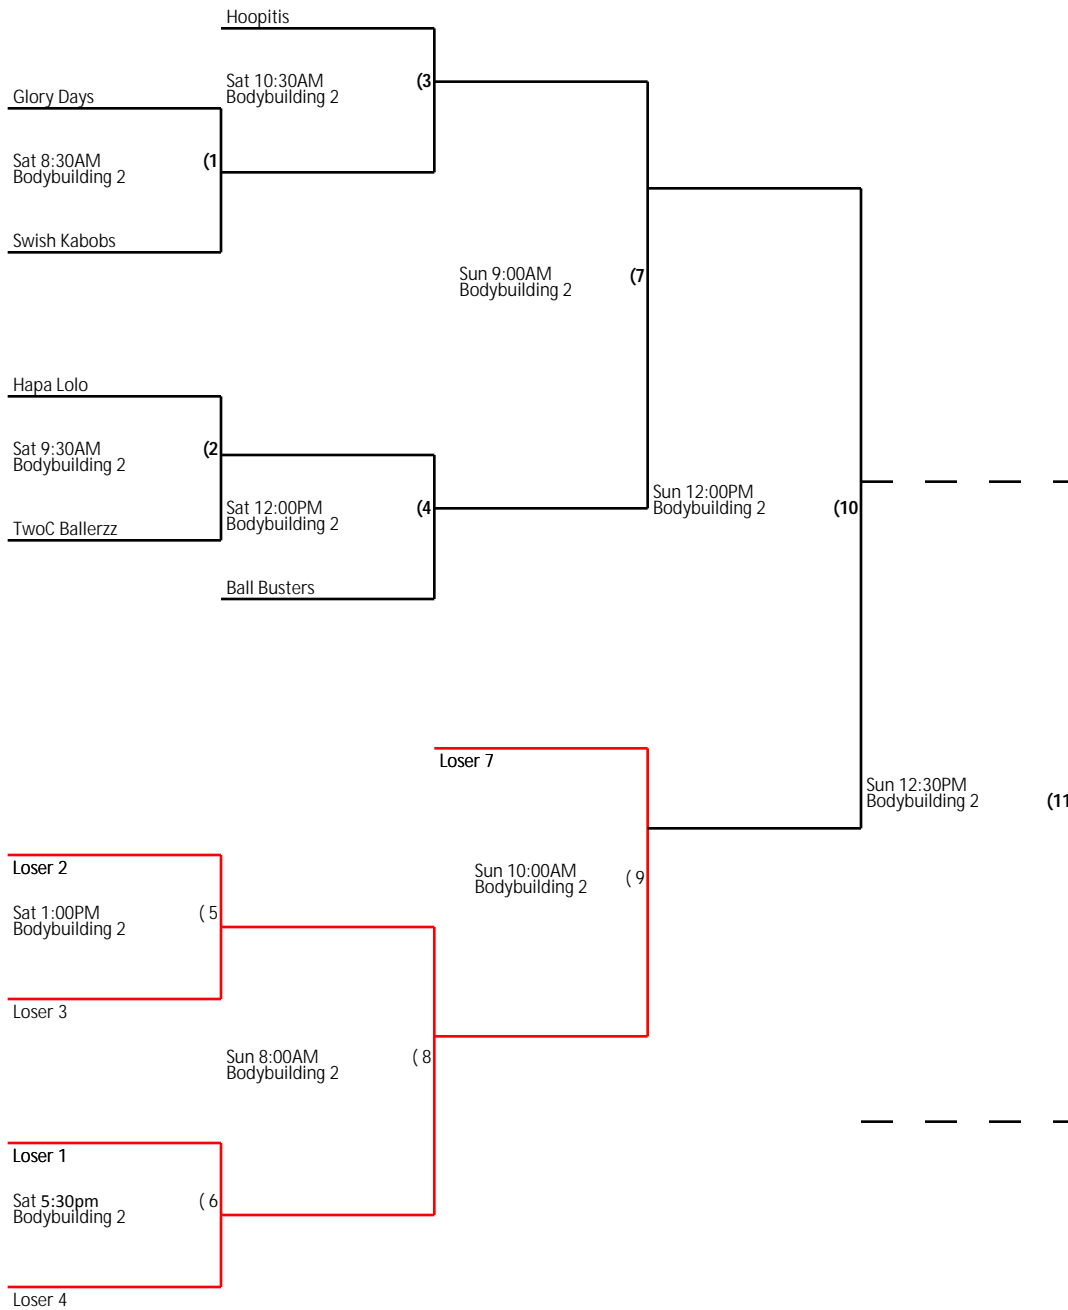 Hoopitis
Sat 10:30AM
Bodybuilding 2
(3
Glory Days
Sat 8:30AM
Bodybuilding 2
(1
Swish Kabobs
Sun 9:00AM
Bodybuilding 2
(7
Hapa Lolo
Sat 9:30AM
Bodybuilding 2
(2
Sat 12:00PM
Bodybuilding 2
(4
Sun 12:00PM
Bodybuilding 2
(10
TwoC Ballerzz
Ball Busters
Loser 7
Sun 12:30PM
Bodybuilding 2
(11
Loser 2
Sun 10:00AM
Bodybuilding 2
( 9
Sat 1:00PM
Bodybuilding 2
( 5
Loser 3
Sun 8:00AM
Bodybuilding 2
( 8
Loser 1
Sat 5:30pm
Bodybuilding 2
( 6
Loser 4